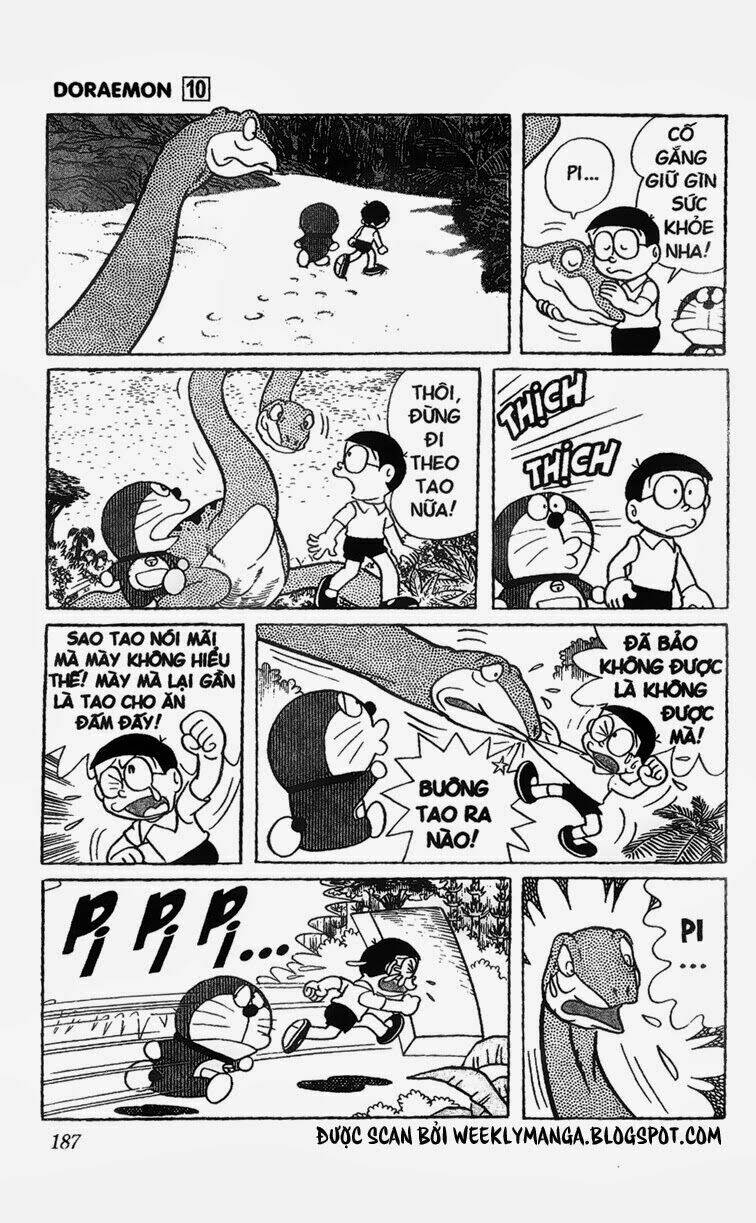 DORAEMON 10
CỐ
GẮNG
GIỮ GÌN
SỨC
KHỎE
NHA!
PI...
THỊCH
THỊCH
THÔI,
ĐỪNG
ĐI
THEO
TAO
NỮA!
ĐÃ BẢO
KHÔNG ĐƯỢC
LÀ KHÔNG
ĐƯỢC
MÀ!
BUÔNG
TAO RA
NÀO!
SAO TAO NÓI MÃI
MÀ MÀY KHÔNG HIỂU
THẾ! MÀY MÀ LẠI GẦN
LÀ TAO CHO ĂN
ĐẤM ĐẤY!
PI
...
Pi Pi Pi...
187
ĐƯỢC SCAN BỞI WEEKLYMANGA.BLOGSPOT.COM